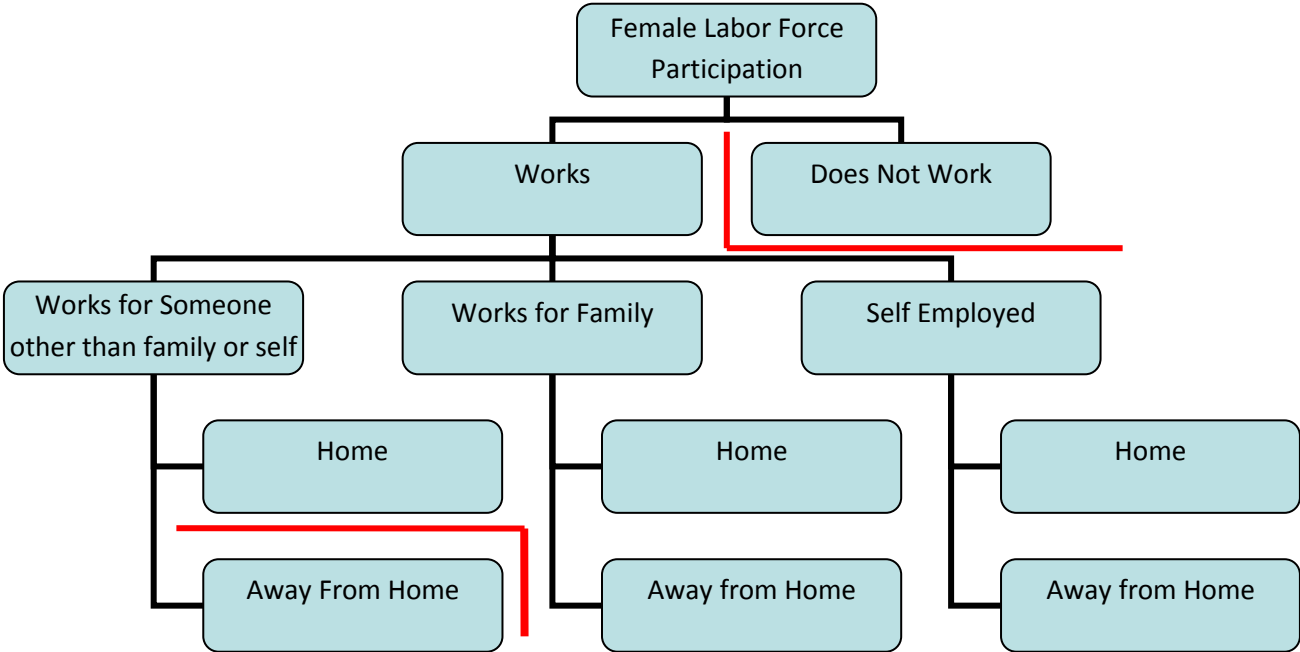 Female Labor Force
Participation
Works
Does Not Work
Works for Someone
other than family or self
Works for Family
Self Employed
Home
Home
Home
Away From Home
Away from Home
Away from Home